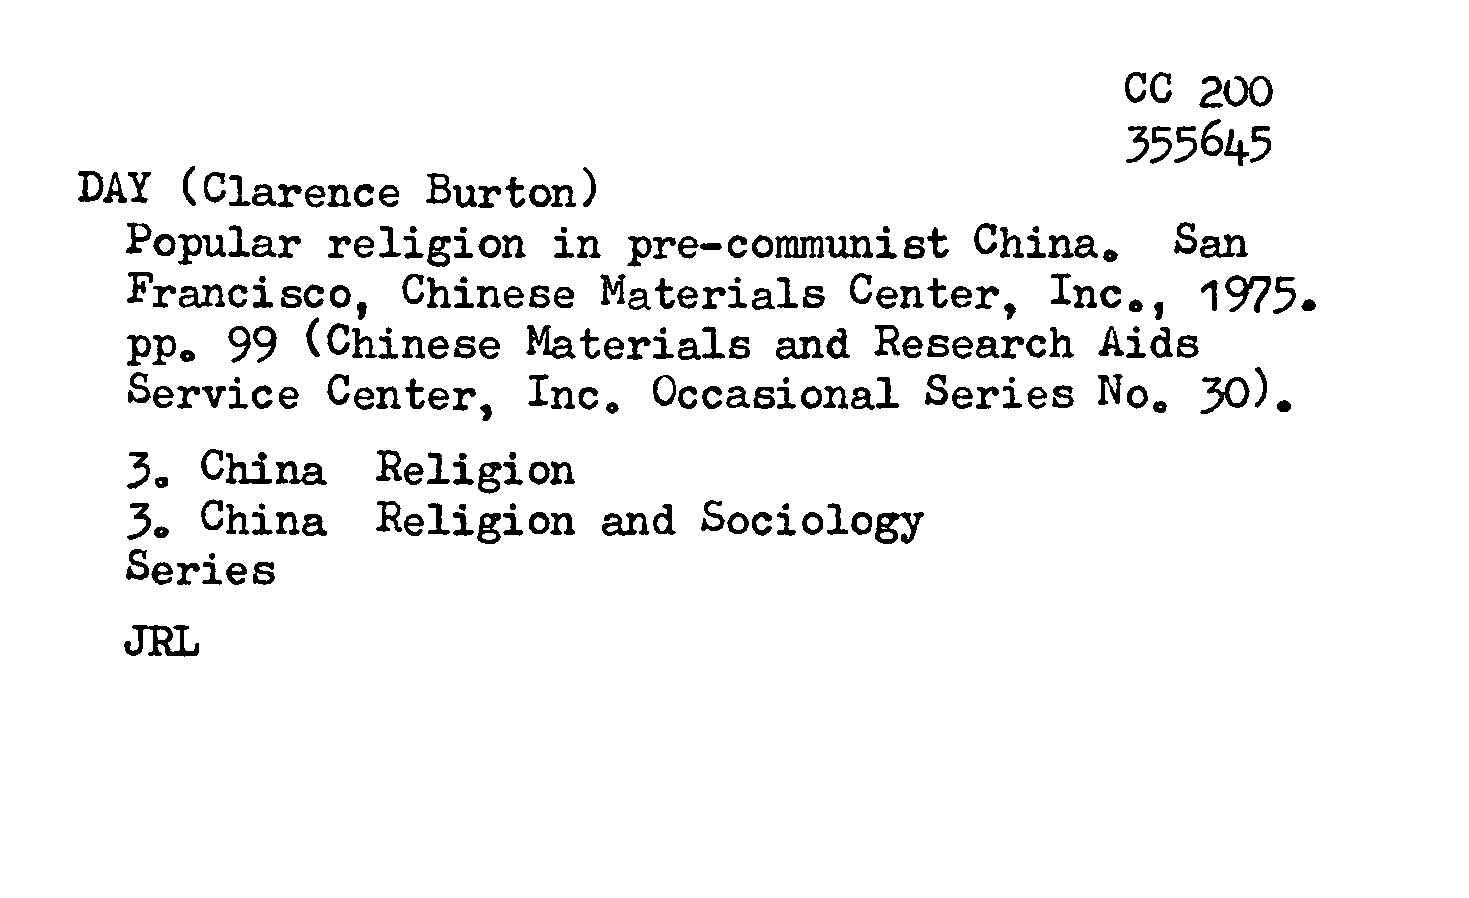 CC 200
355645
DAY (Clarence Burton)
Popular religion in pre-communist China. San
Francisco, Chinese Materials Center, Inc., 1975.
pp. 99 (Chinese Materials and Research Aids
Service Center, Inc. Occasional Series No. 30).
3. China Religion
3. China Religion and Sociology
Series
JRL